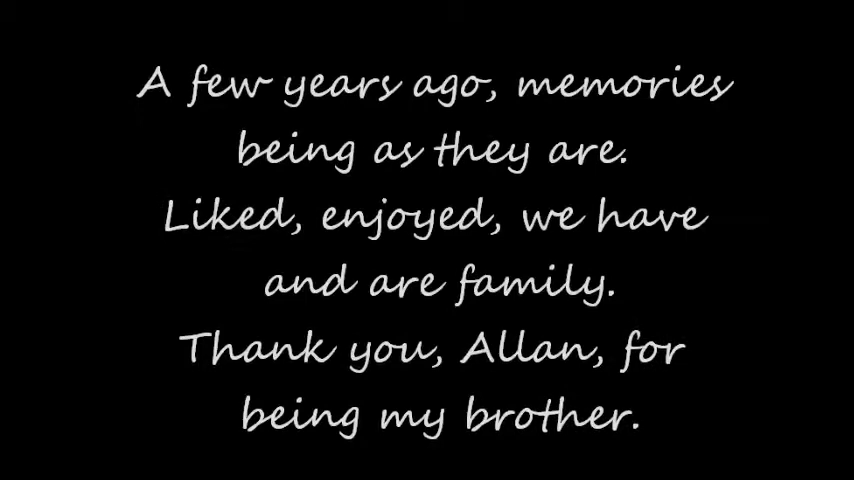 A few years ago, memories
being as they are.
Liked, enjoyed, we have
and are family.
Thank you, Allan, for
being my brother.